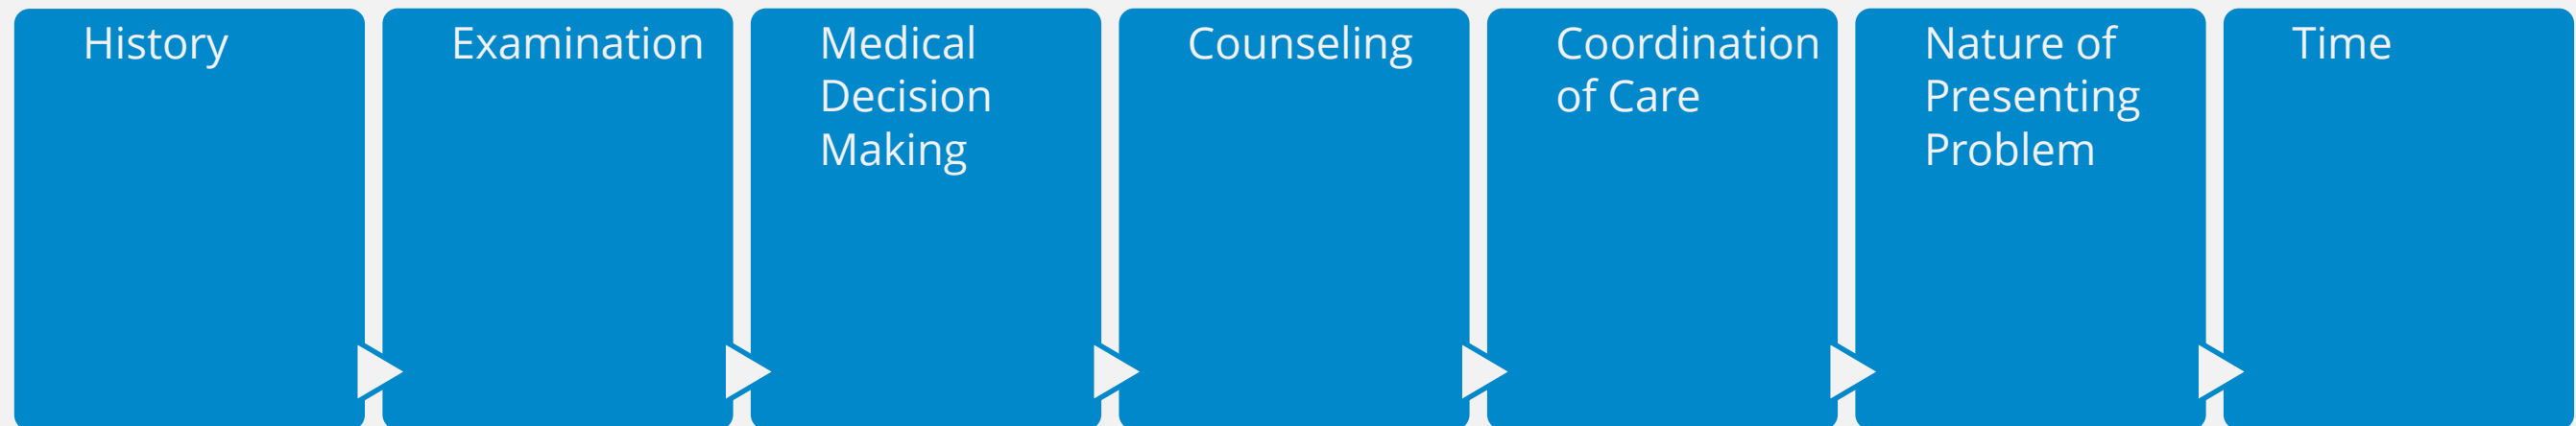 History
Examination
Medical
Decision
Making
Counseling
Coordination
of Care
Nature of
Presenting
Problem
Time